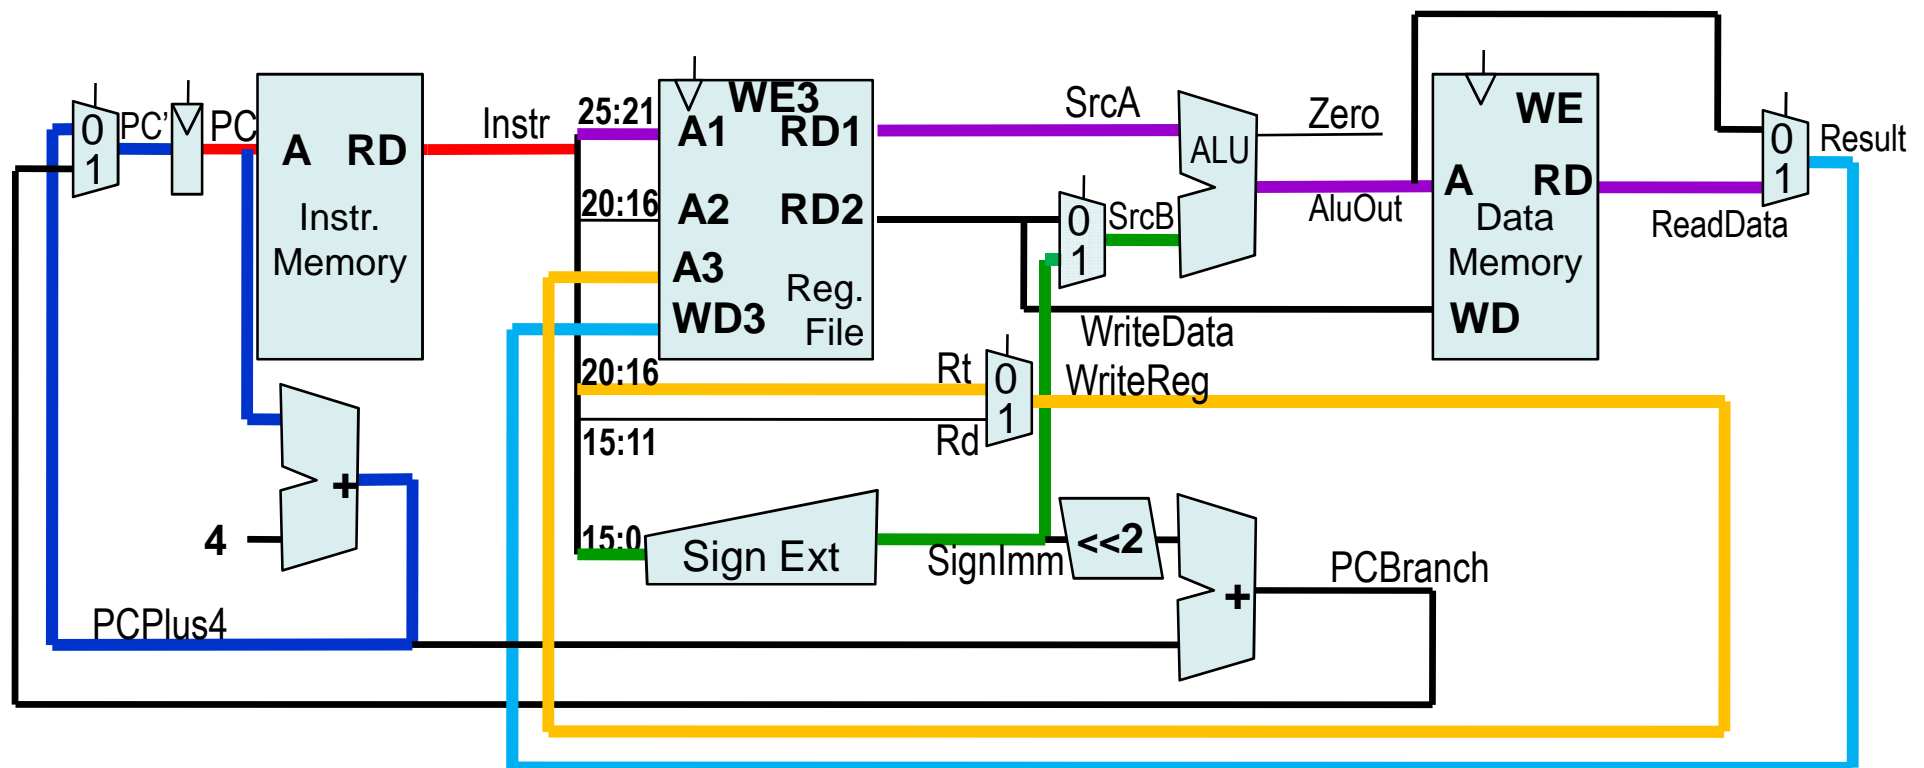 0
1
PC'
PC
A RD
Instr.
Memory
Instr
25:21
20:16
WE3
A1 RD1
A2 RD2
A3
WD3
Reg.
File
SrcA
0
1
SrcB
ALU
Zero
AluOut
WE
A RD
Data
Memory
WD
ReadData
0
1
Result
WriteData
20:16
Rt
0
1
WriteReg
15:11
Rd
+
4
15:0
Sign Ext
SignImm
<<2
+
PCBranch
PCPlus4